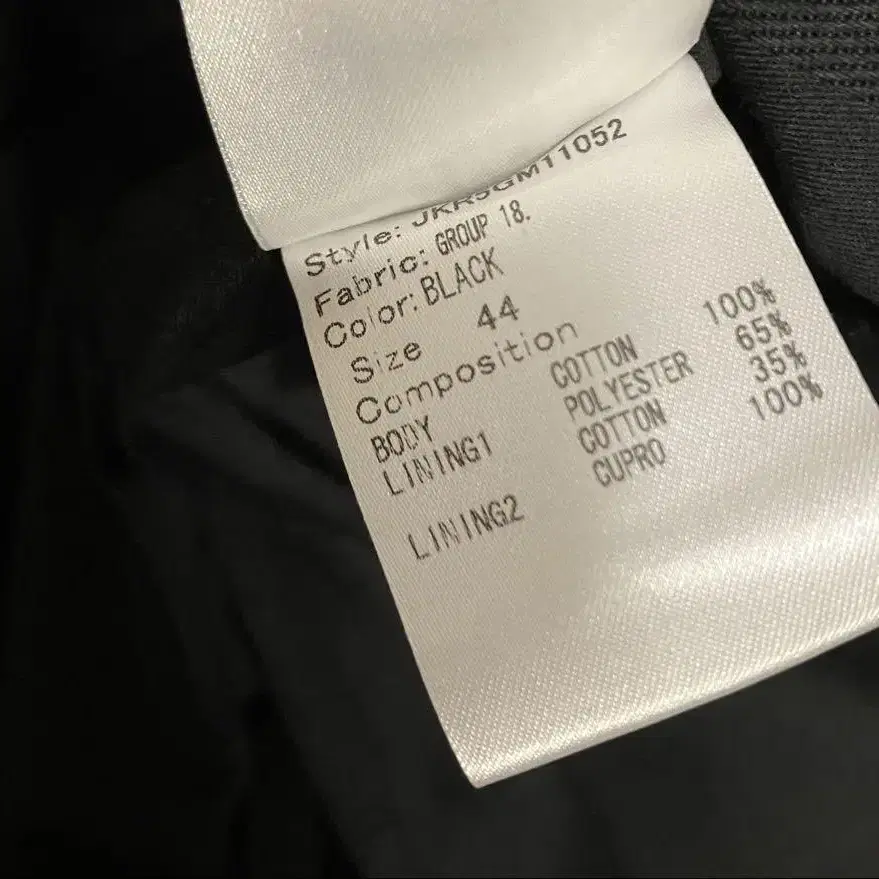 Style: JKR5GM11052
Fabric: GROUP 18.
Color: BLACK
Size 44
Composition
BODY COTTON 100%
LINING1 POLYESTER 65%
COTTON 35%
LINING2 CUPRO 100%